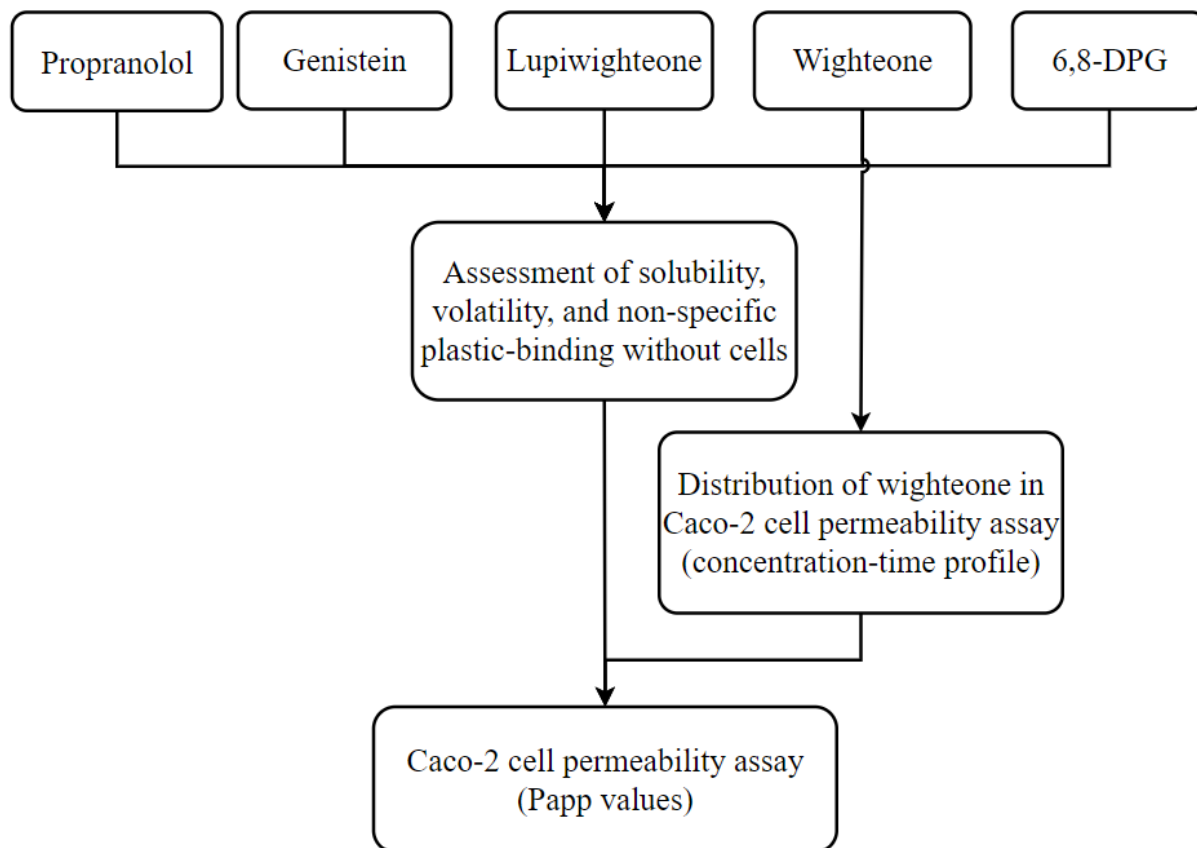 Propranolol
Genistein
Lupiwighteone
Wighteone
6,8-DPG
Assessment of solubility,
volatility, and non-specific
plastic-binding without cells
Distribution of wighteone in
Caco-2 cell permeability assay
(concentration-time profile)
Caco-2 cell permeability assay
(Papp values)